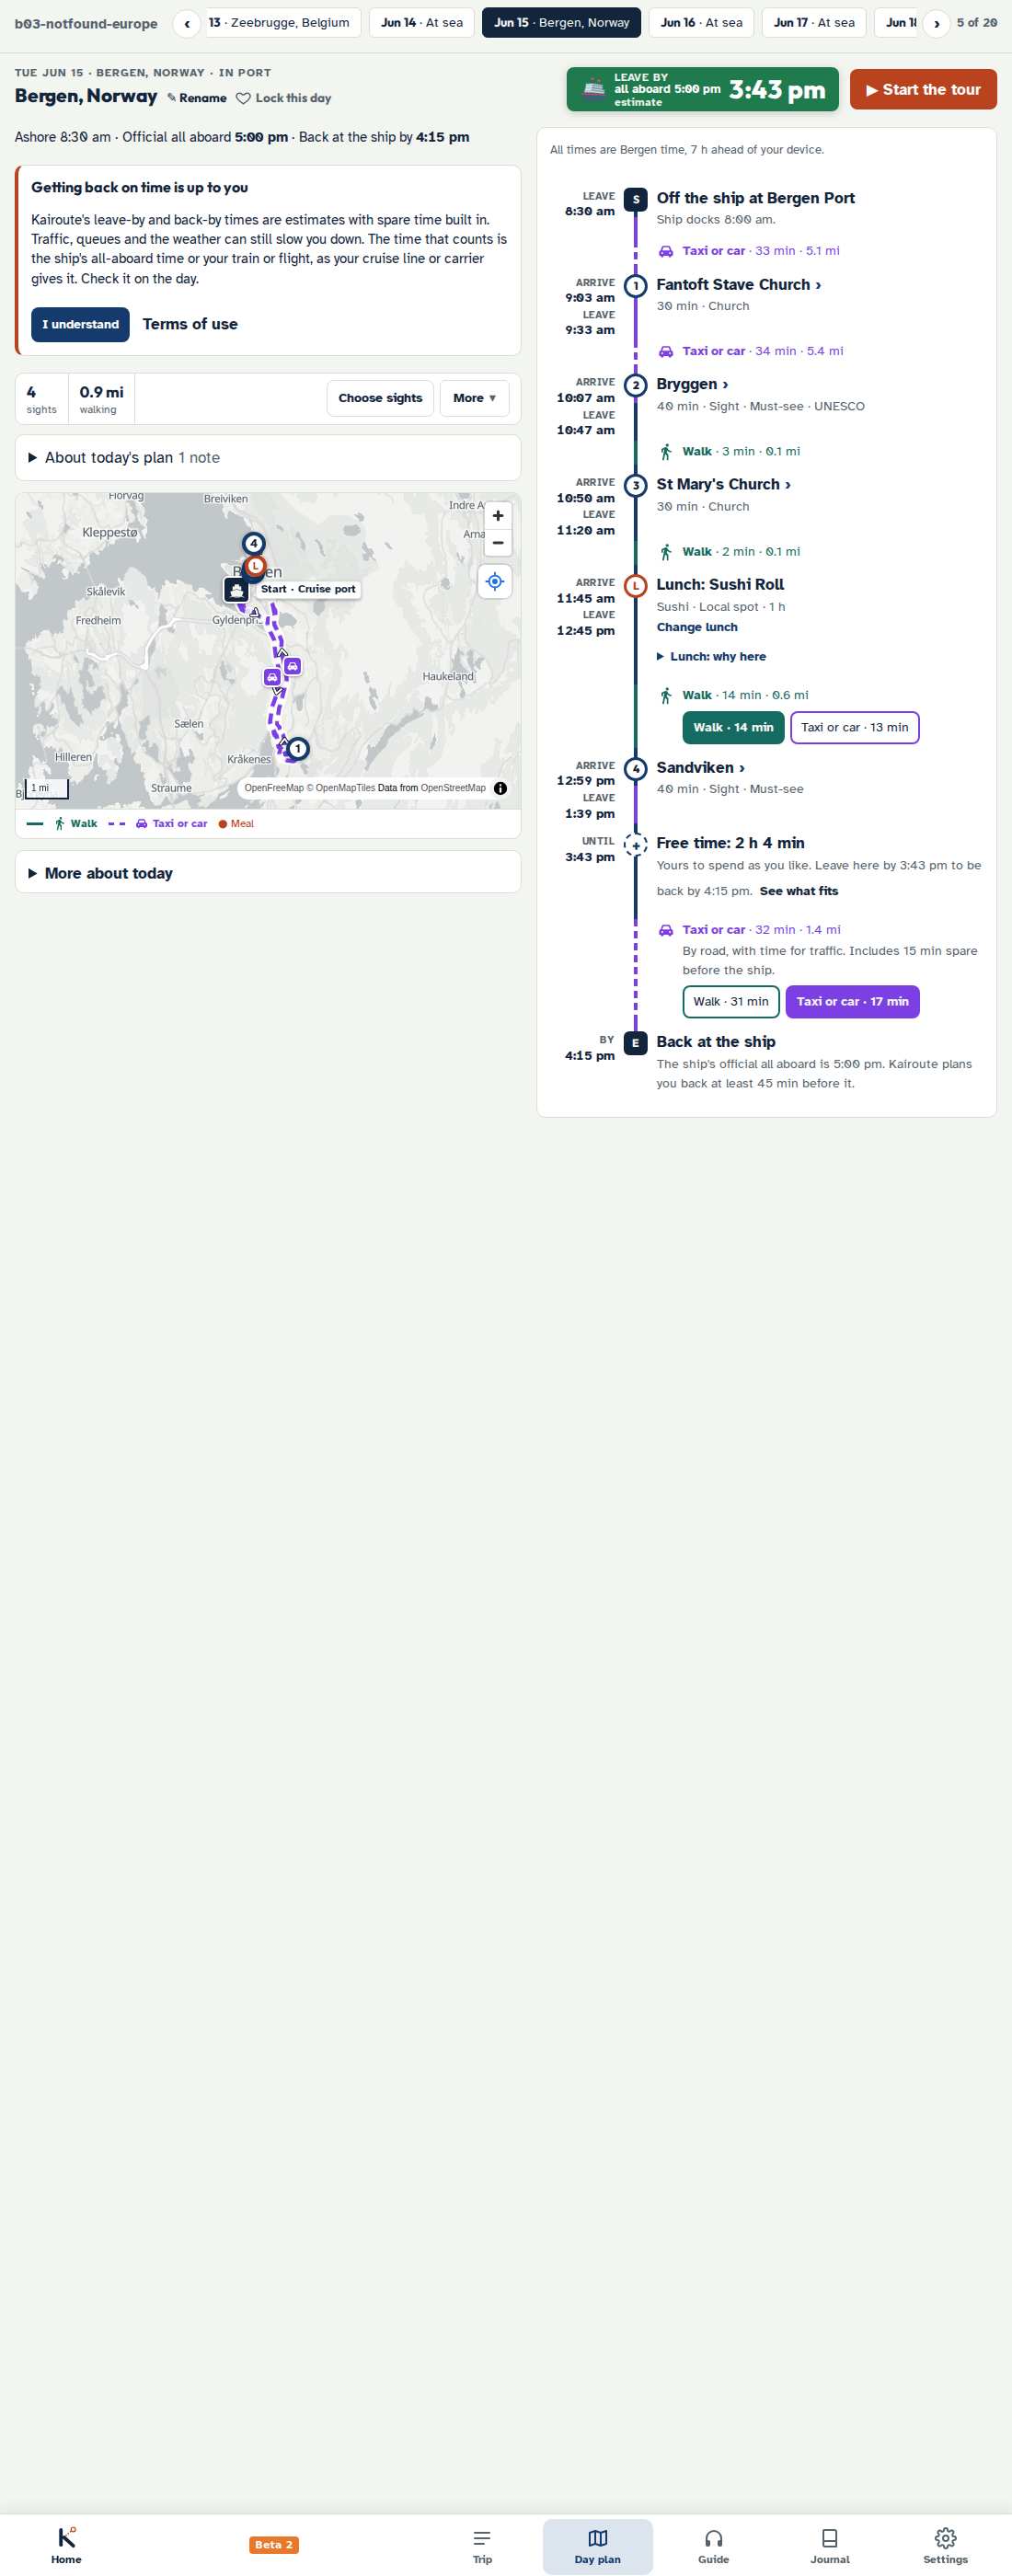 b03-notfound-europe
‹
13 · Zeebrugge, Belgium
Jun 14 · At sea
Jun 15 · Bergen, Norway
Jun 16 · At sea
Jun 17 · At sea
›
5 of 20
TUE JUN 15 · BERGEN, NORWAY · IN PORT
Bergen, Norway
✎ Rename
Lock this day
LEAVE BY
all aboard 5:00 pm
estimate
3:43 pm
▶ Start the tour
Ashore 8:30 am · Official all aboard 5:00 pm · Back at the ship by 4:15 pm
Getting back on time is up to you
Kairoute's leave-by and back-by times are estimates with spare time built in.
Traffic, queues and the weather can still slow you down. The time that counts is
the ship's all-aboard time or your train or flight, as your cruise line or carrier
gives it. Check it on the day.
I understand
Terms of use
4
sights
0.9 mi
walking
Choose sights
More ▼
▶ About today's plan 1 note
Florvåg
Breiviken
Indre A
Kleppestø
Arna
4
L
+
−
Skålevik
Start · Cruise port
Fredheim
Haukeland
Sælen
1
Hilleren
Kråkenes
1 mi
Straume
OpenFreeMap © OpenMapTiles Data from OpenStreetMap
Walk
Taxi or car
Meal
▶ More about today
All times are Bergen time, 7 h ahead of your device.
LEAVE
8:30 am
S
Off the ship at Bergen Port
Ship docks 8:00 am.
Taxi or car · 33 min · 5.1 mi
ARRIVE
9:03 am
LEAVE
9:33 am
1
Fantoft Stave Church ›
30 min · Church
Taxi or car · 34 min · 5.4 mi
ARRIVE
10:07 am
LEAVE
10:47 am
2
Bryggen ›
40 min · Sight · Must-see · UNESCO
Walk · 3 min · 0.1 mi
ARRIVE
10:50 am
LEAVE
11:20 am
3
St Mary's Church ›
30 min · Church
Walk · 2 min · 0.1 mi
ARRIVE
11:45 am
LEAVE
12:45 pm
L
Lunch: Sushi Roll
Sushi · Local spot · 1 h
Change lunch
▶ Lunch: why here
Walk · 14 min · 0.6 mi
Walk · 14 min
Taxi or car · 13 min
ARRIVE
12:59 pm
LEAVE
1:39 pm
4
Sandviken ›
40 min · Sight · Must-see
UNTIL
3:43 pm
+
Free time: 2 h 4 min
Yours to spend as you like. Leave here by 3:43 pm to be
back by 4:15 pm. See what fits
Taxi or car · 32 min · 1.4 mi
By road, with time for traffic. Includes 15 min spare
before the ship.
Walk · 31 min
Taxi or car · 17 min
BY
4:15 pm
E
Back at the ship
The ship's official all aboard is 5:00 pm. Kairoute plans
you back at least 45 min before it.
Home
Beta 2
Trip
Day plan
Guide
Journal
Settings